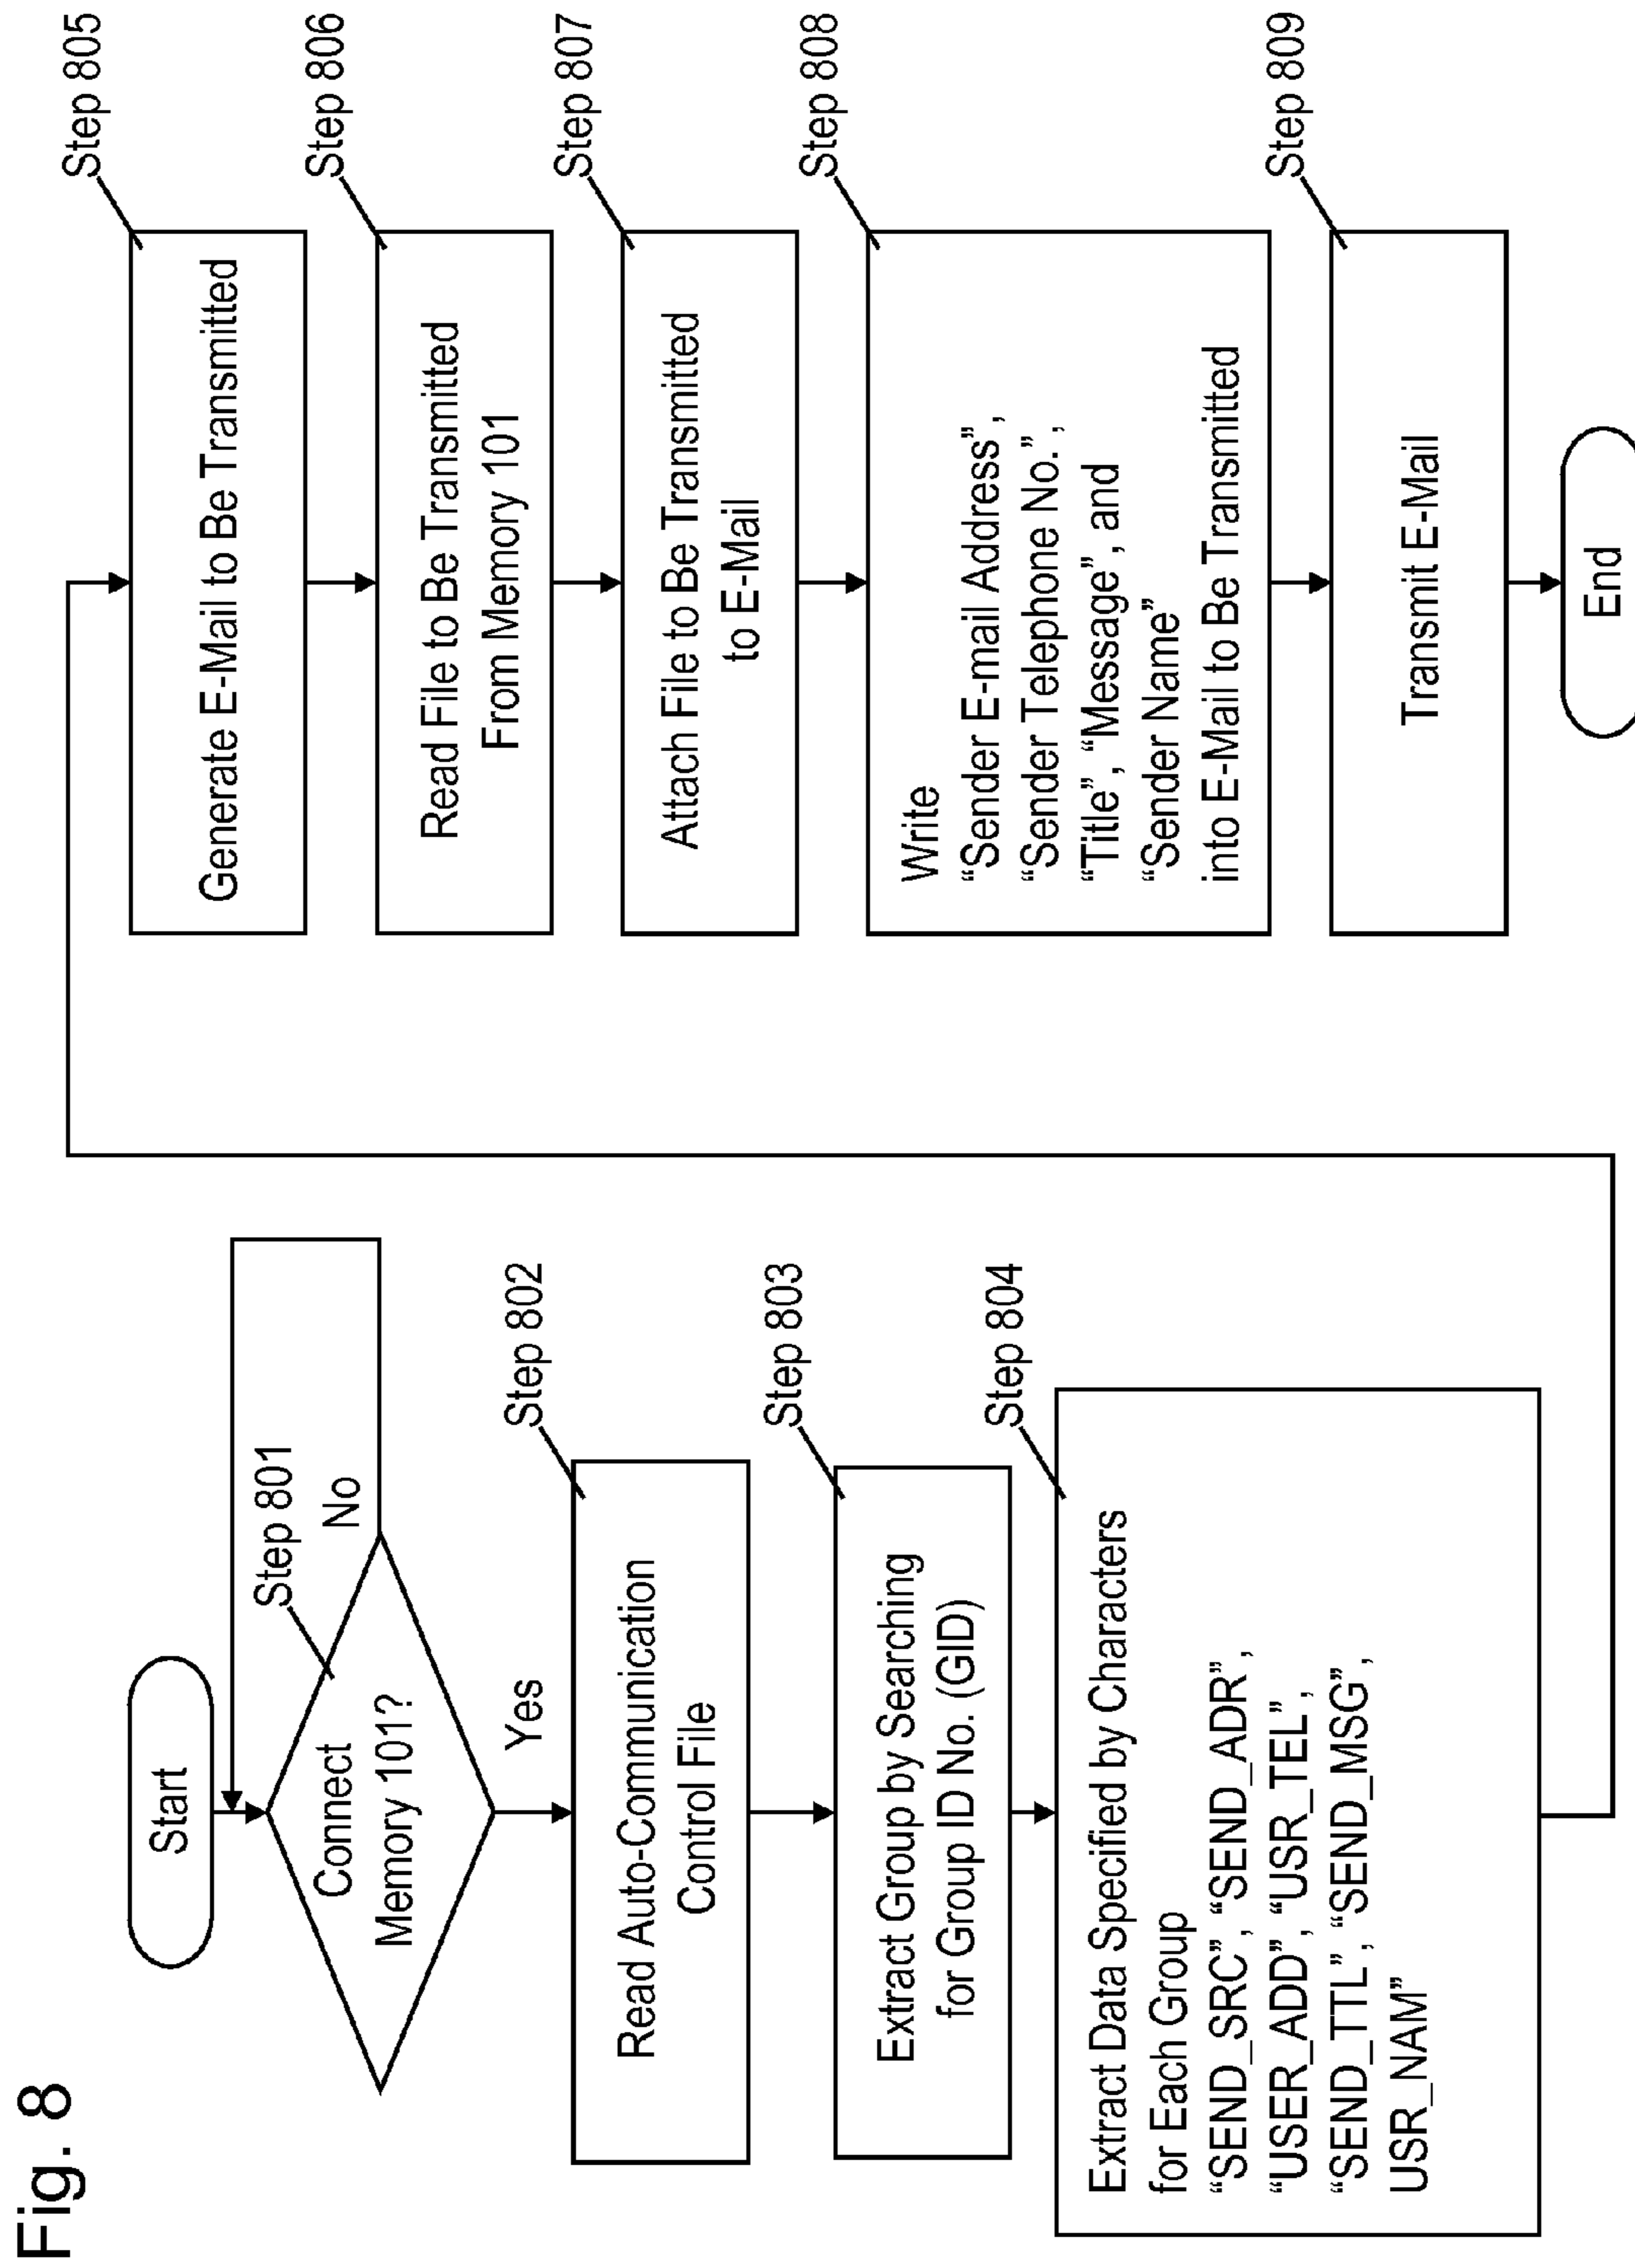 Fig. 8
Start
Step 801
Connect
Memory 101?
No
Yes
Step 802
Read Auto-Communication
Control File
Step 803
Extract Group by Searching
for Group ID No. (GID)
Step 804
Extract Data Specified by Characters
for Each Group
“SEND_SRC”, “SEND_ADR”,
“USER_ADD”, “USR_TEL”,
“SEND_TTL”, “SEND_MSG”,
USR_NAM”
Step 805
Generate E-Mail to Be Transmitted
Step 806
Read File to Be Transmitted
From Memory 101
Step 807
Attach File to Be Transmitted
to E-Mail
Step 808
Write
“Sender E-mail Address”,
“Sender Telephone No.”,
“Title”, “Message”, and
“Sender Name”
into E-Mail to Be Transmitted
Step 809
Transmit E-Mail
End